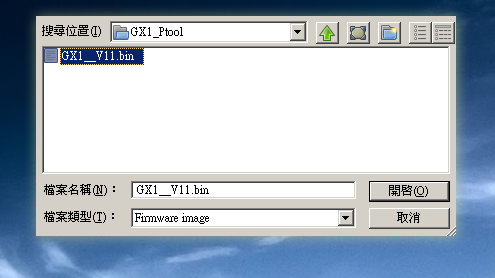 搜尋位置(I)
GX1_Ptool
GX1__V11.bin
檔案名稱(N)：
GX1__V11.bin
開啓(O)
檔案類型(T)：
Firmware image
取消